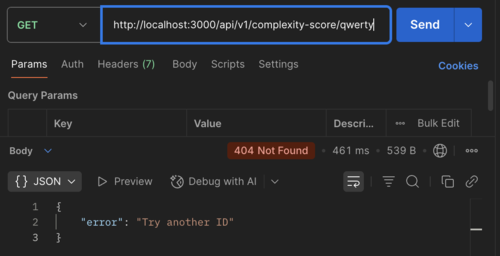 GET http://localhost:3000/api/v1/complexity-score/qwerty Send
Params Auth Headers (7) Body Scripts Settings Cookies
Query Params
Key Value Descri... Bulk Edit
Body 404 Not Found • 461 ms • 539 B
{} JSON Preview Debug with AI
1 {
2 "error": "Try another ID"
3 }